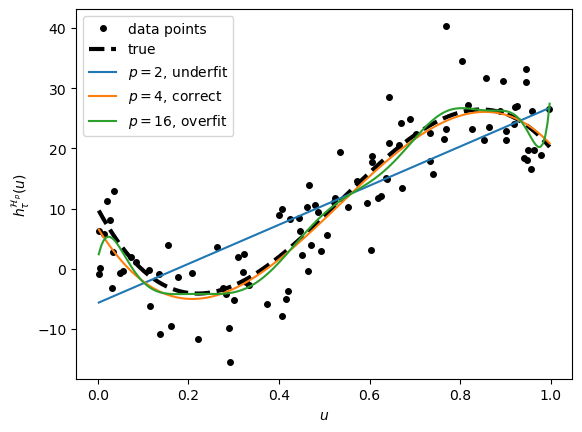 40
30
20
10
0
−10
0.0 0.2 0.4 0.6 0.8 1.0
u
h_τ^{ℋ_p}(u)
data points
true
p = 2, underfit
p = 4, correct
p = 16, overfit